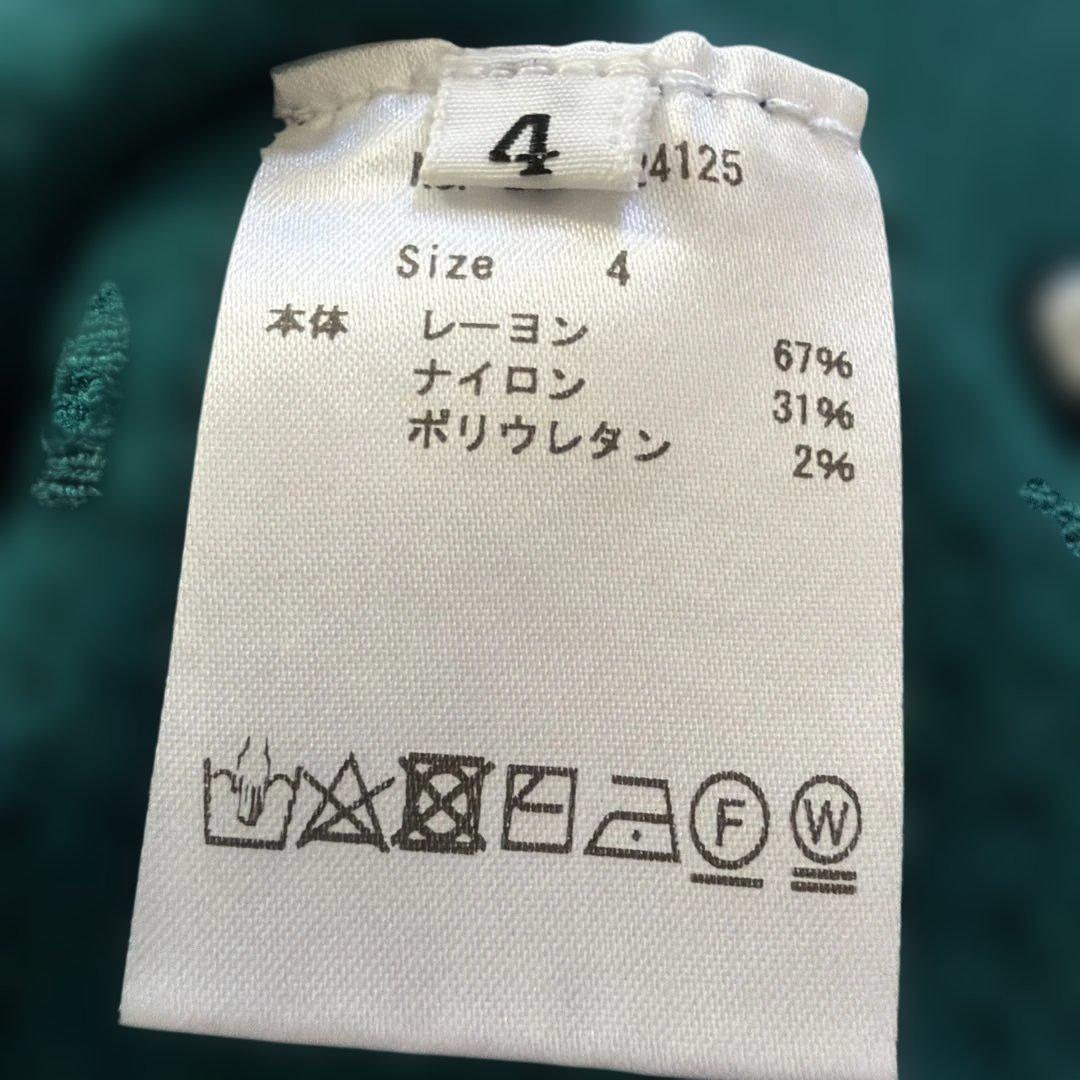 4
24125
Size 4
本体 レーヨン 67%
ナイロン 31%
ポリウレタン 2%
F W